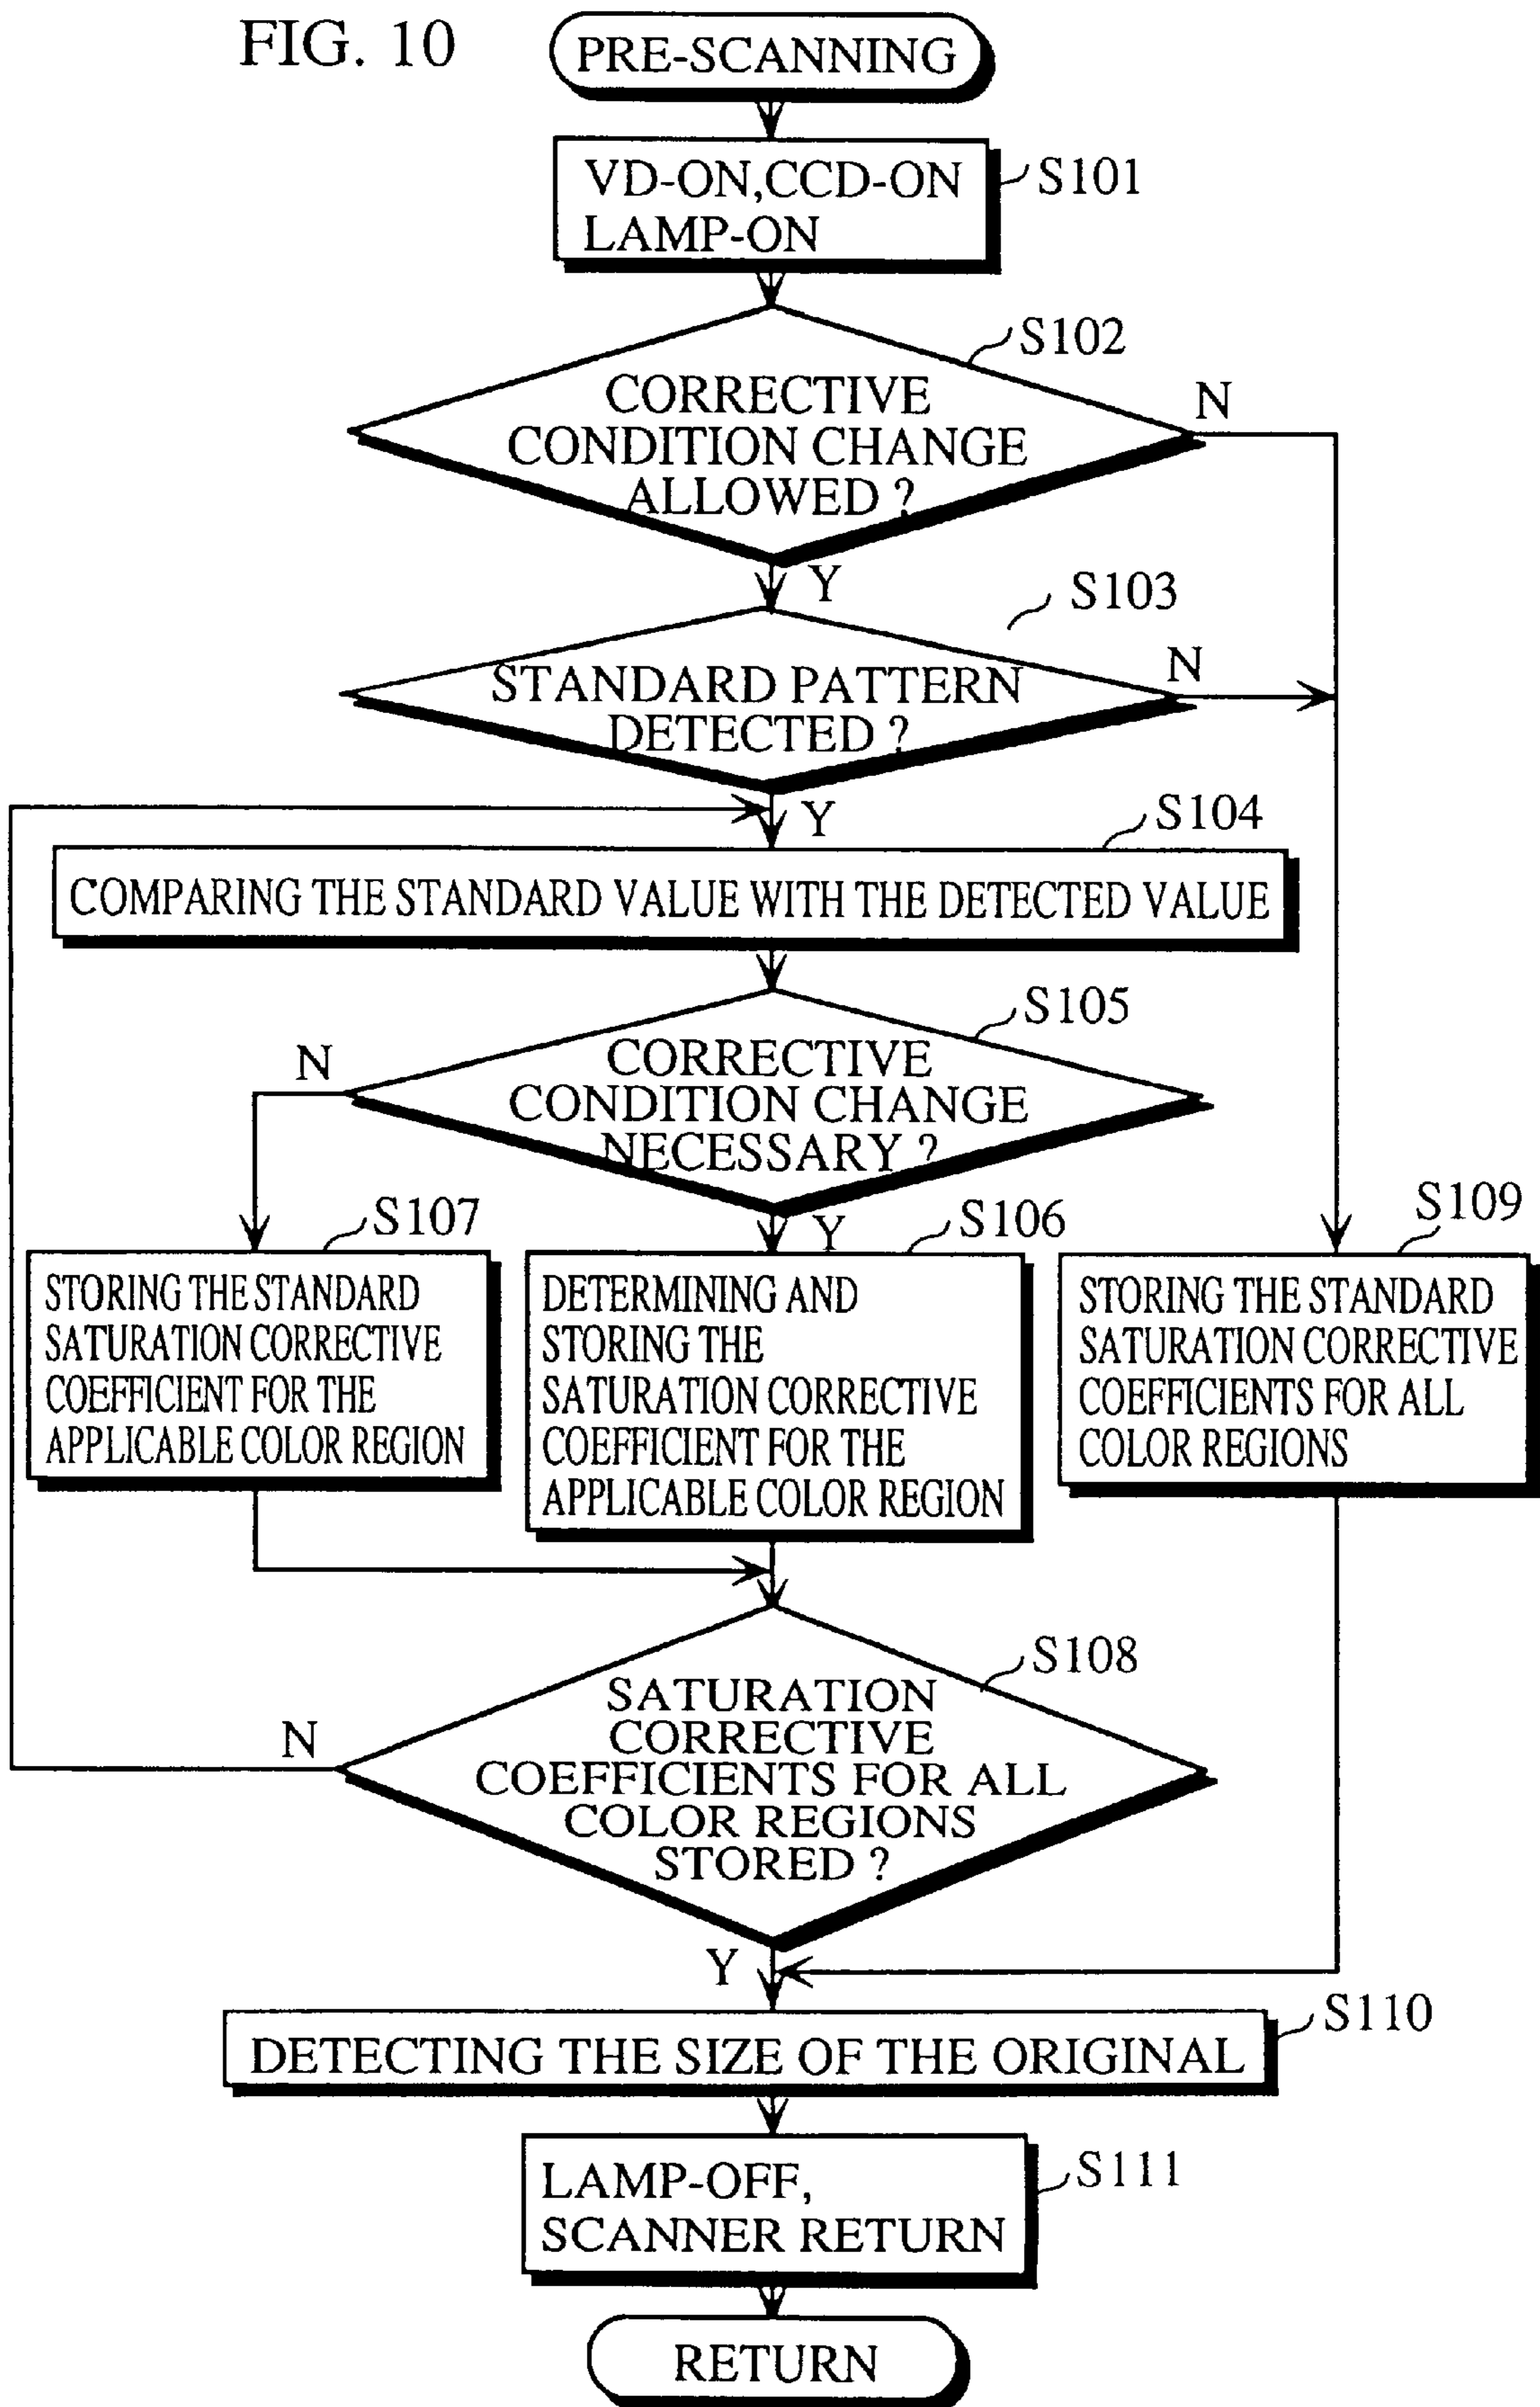 FIG. 10
PRE-SCANNING
VD-ON,CCD-ON
LAMP-ON
S101
S102
CORRECTIVE
CONDITION CHANGE
ALLOWED ?
N
Y
S103
STANDARD PATTERN
DETECTED ?
N
Y
S104
COMPARING THE STANDARD VALUE WITH THE DETECTED VALUE
S105
CORRECTIVE
CONDITION CHANGE
NECESSARY ?
N
Y
S107
STORING THE STANDARD
SATURATION CORRECTIVE
COEFFICIENT FOR THE
APPLICABLE COLOR REGION
S106
DETERMINING AND
STORING THE
SATURATION CORRECTIVE
COEFFICIENT FOR THE
APPLICABLE COLOR REGION
S109
STORING THE STANDARD
SATURATION CORRECTIVE
COEFFICIENTS FOR ALL
COLOR REGIONS
S108
SATURATION
CORRECTIVE
COEFFICIENTS FOR ALL
COLOR REGIONS
STORED ?
N
Y
S110
DETECTING THE SIZE OF THE ORIGINAL
LAMP-OFF,
SCANNER RETURN
S111
RETURN